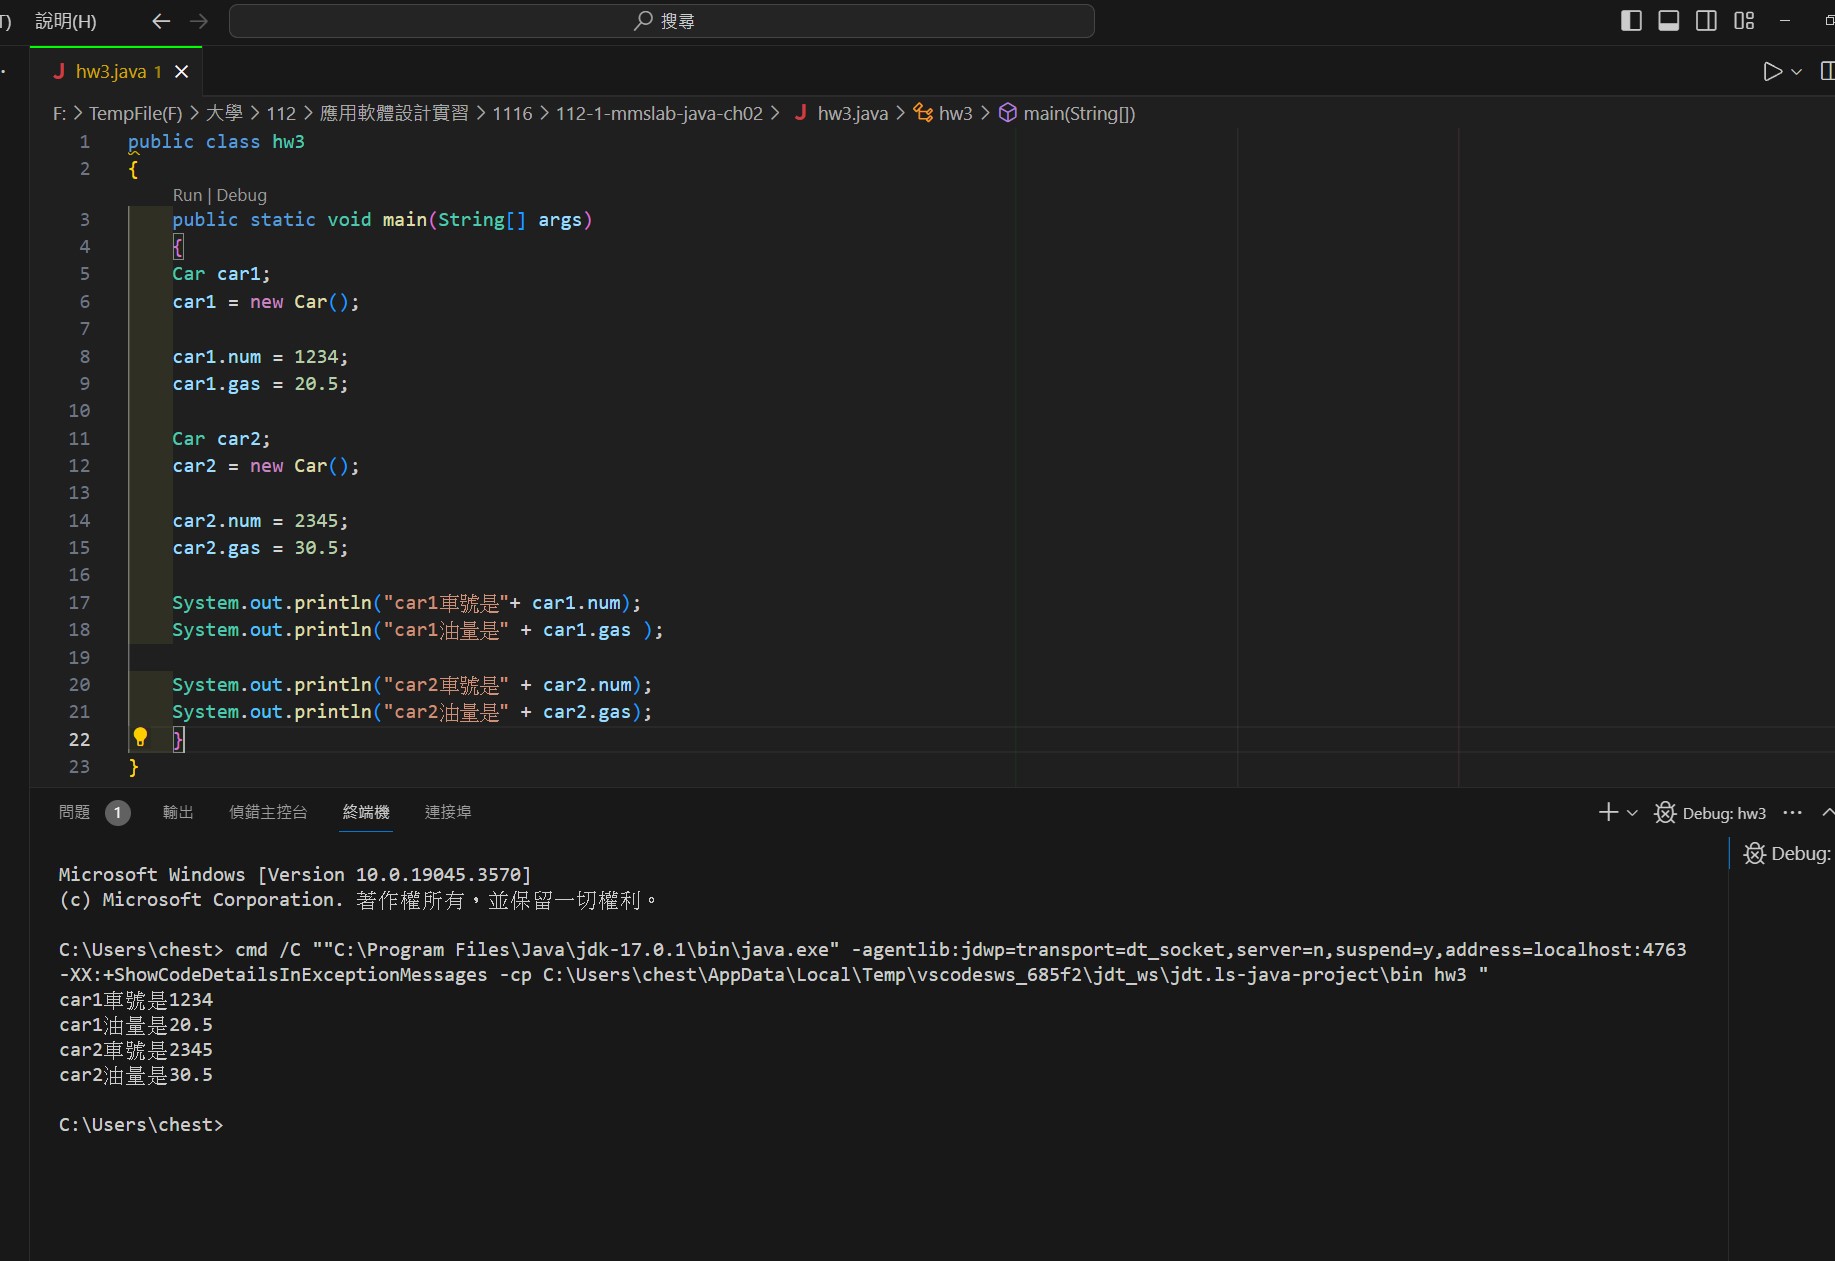 說明(H)
搜尋
hw3.java 1
F: > TempFile(F) > 大學 > 112 > 應用軟體設計實習 > 1116 > 112-1-mmslab-java-ch02 > J hw3.java > hw3 > main(String[])
1 public class hw3
2 {
Run | Debug
3 public static void main(String[] args)
4 {
5 Car car1;
6 car1 = new Car();
7
8 car1.num = 1234;
9 car1.gas = 20.5;
10
11 Car car2;
12 car2 = new Car();
13
14 car2.num = 2345;
15 car2.gas = 30.5;
16
17 System.out.println("car1車號是"+ car1.num);
18 System.out.println("car1油量是" + car1.gas );
19
20 System.out.println("car2車號是" + car2.num);
21 System.out.println("car2油量是" + car2.gas);
22 }
23 }
問題 1 輸出 偵錯主控台 終端機 連接埠 Debug: hw3
Debug:
Microsoft Windows [Version 10.0.19045.3570]
(c) Microsoft Corporation. 著作權所有，並保留一切權利。
C:\Users\chest> cmd /C ""C:\Program Files\Java\jdk-17.0.1\bin\java.exe" -agentlib:jdwp=transport=dt_socket,server=n,suspend=y,address=localhost:4763
-XX:+ShowCodeDetailsInExceptionMessages -cp C:\Users\chest\AppData\Local\Temp\vscodesws_685f2\jdt_ws\jdt.ls-java-project\bin hw3 "
car1車號是1234
car1油量是20.5
car2車號是2345
car2油量是30.5
C:\Users\chest>